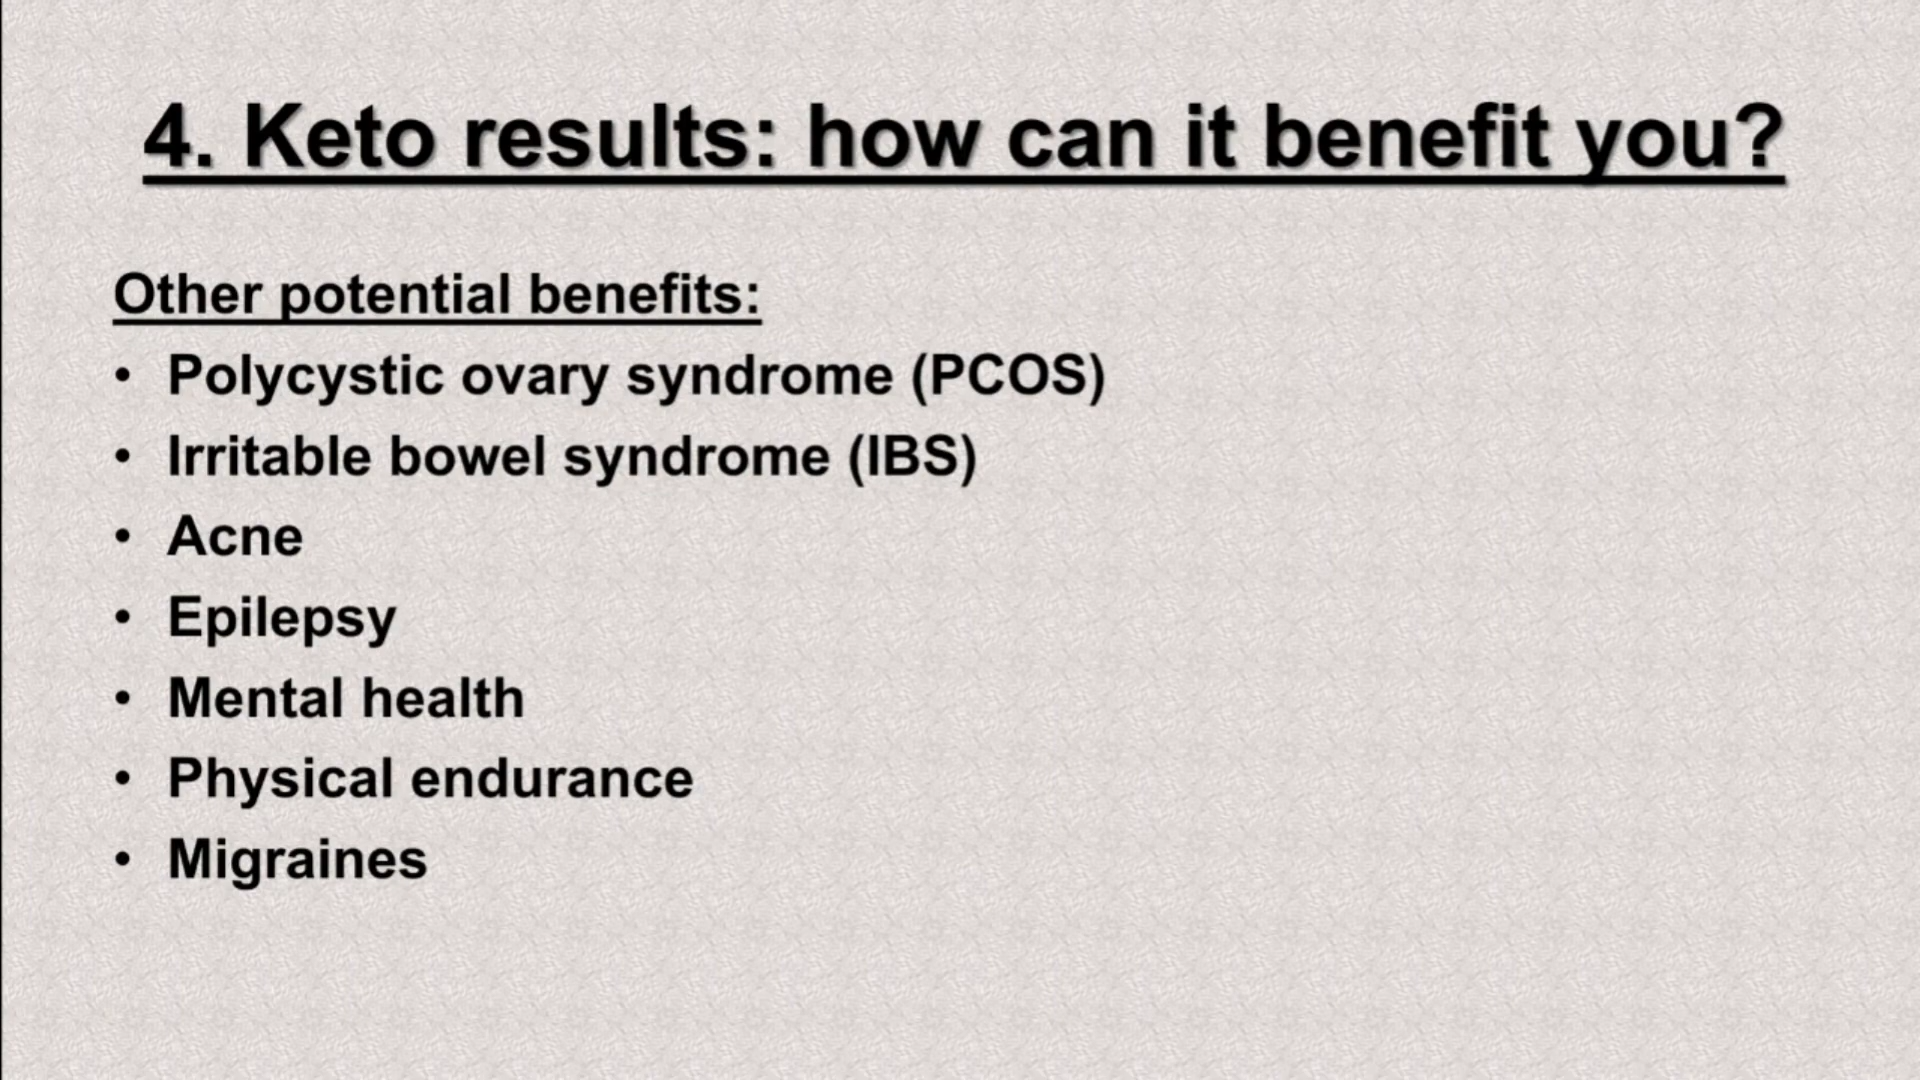 4. Keto results: how can it benefit you?
Other potential benefits:
• Polycystic ovary syndrome (PCOS)
• Irritable bowel syndrome (IBS)
• Acne
• Epilepsy
• Mental health
• Physical endurance
• Migraines